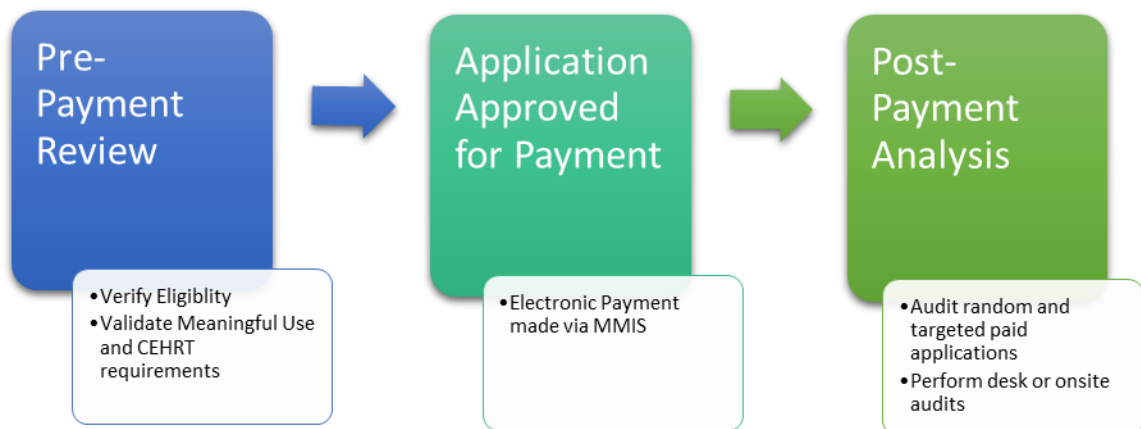 Pre-
Payment
Review
•Verify Eligiblity
•Validate Meaningful Use
and CEHRT
requirements
Application
Approved
for Payment
•Electronic Payment
made via MMIS
Post-
Payment
Analysis
•Audit random and
targeted paid
applications
•Perform desk or onsite
audits